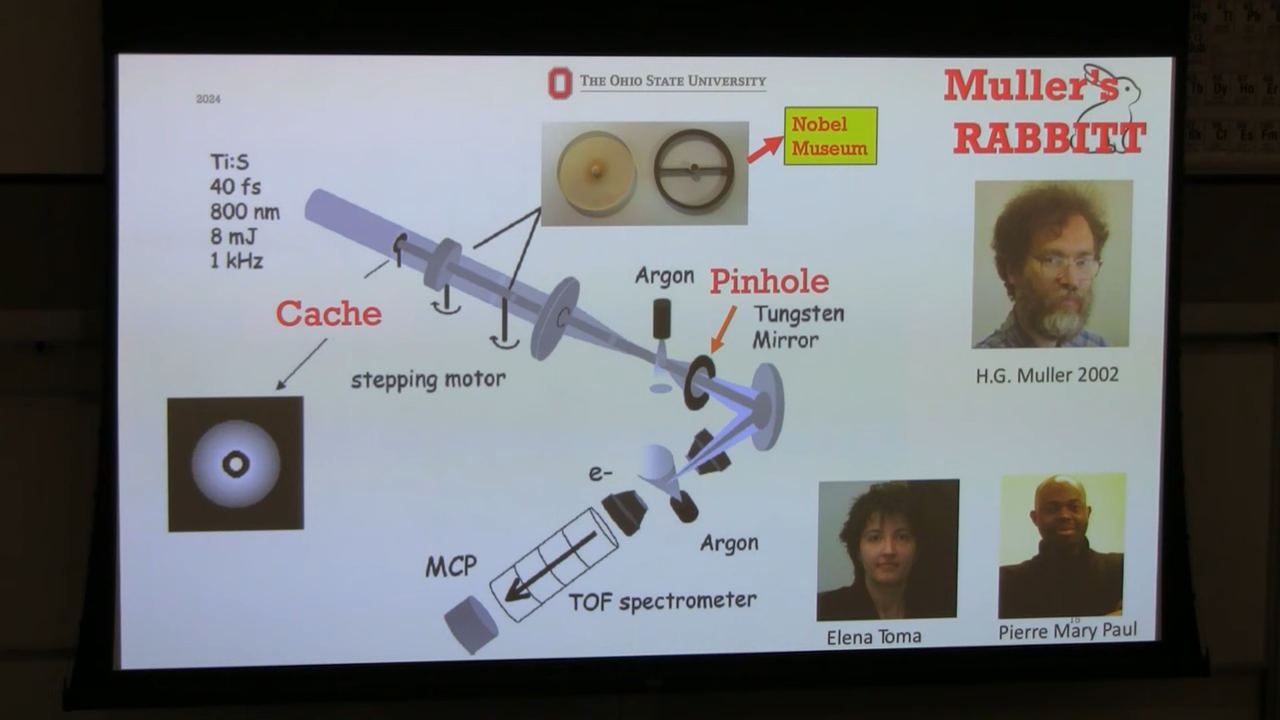 2024
THE OHIO STATE UNIVERSITY
Muller's
RABBITT
Nobel
Museum
Ti:S
40 fs
800 nm
8 mJ
1 kHz
Argon
Pinhole
Tungsten
Mirror
Cache
stepping motor
H.G. Muller 2002
e-
Argon
MCP
TOF spectrometer
Elena Toma
Pierre Mary Paul